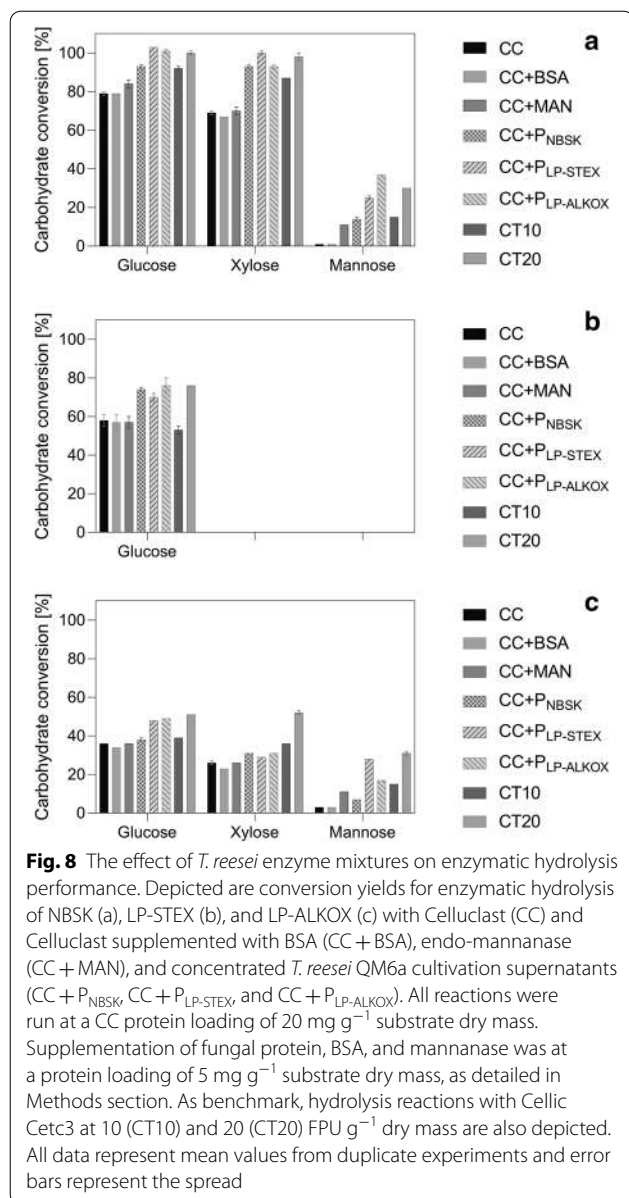 a
Carbohydrate conversion [%]
100
80
60
40
20
0
Glucose Xylose Mannose
CC
CC+BSA
CC+MAN
CC+PNBSK
CC+PLP-STEX
CC+PLP-ALKOX
CT10
CT20
b
Carbohydrate conversion [%]
100
80
60
40
20
0
Glucose
CC
CC+BSA
CC+MAN
CC+PNBSK
CC+PLP-STEX
CC+PLP-ALKOX
CT10
CT20
c
Carbohydrate conversion [%]
100
80
60
40
20
0
Glucose Xylose Mannose
CC
CC+BSA
CC+MAN
CC+PNBSK
CC+PLP-STEX
CC+PLP-ALKOX
CT10
CT20
Fig. 8 The effect of T. reesei enzyme mixtures on enzymatic hydrolysis
performance. Depicted are conversion yields for enzymatic hydrolysis
of NBSK (a), LP-STEX (b), and LP-ALKOX (c) with Celluclast (CC) and
Celluclast supplemented with BSA (CC + BSA), endo-mannanase
(CC + MAN), and concentrated T. reesei QM6a cultivation supernatants
(CC + PNBSK, CC + PLP-STEX, and CC + PLP-ALKOX). All reactions were
run at a CC protein loading of 20 mg g−1 substrate dry mass.
Supplementation of fungal protein, BSA, and mannanase was at
a protein loading of 5 mg g−1 substrate dry mass, as detailed in
Methods section. As benchmark, hydrolysis reactions with Cellic
Cetc3 at 10 (CT10) and 20 (CT20) FPU g−1 dry mass are also depicted.
All data represent mean values from duplicate experiments and error
bars represent the spread